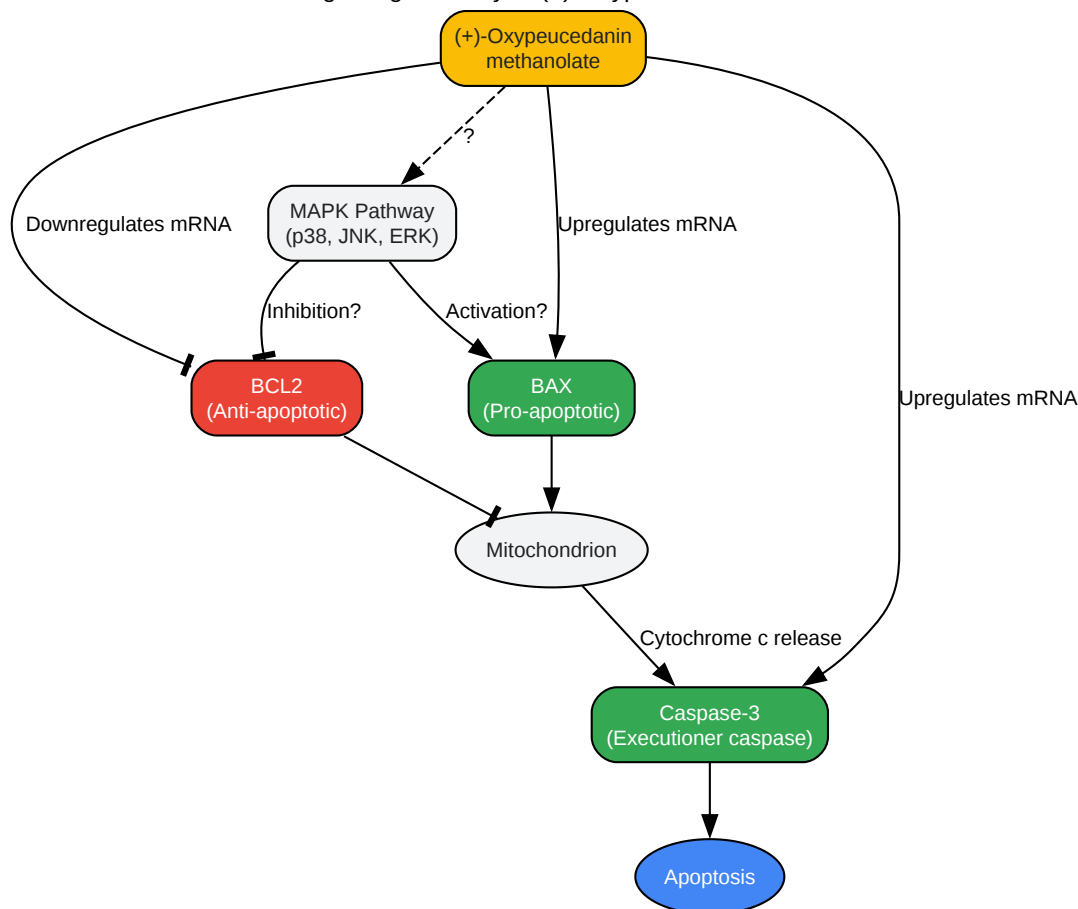 (+)-Oxypeucedanin
methanolate
?
Downregulates mRNA
MAPK Pathway
(p38, JNK, ERK)
Upregulates mRNA
Inhibition?
Activation?
BCL2
(Anti-apoptotic)
BAX
(Pro-apoptotic)
Upregulates mRNA
Mitochondrion
Cytochrome c release
Caspase-3
(Executioner caspase)
Apoptosis